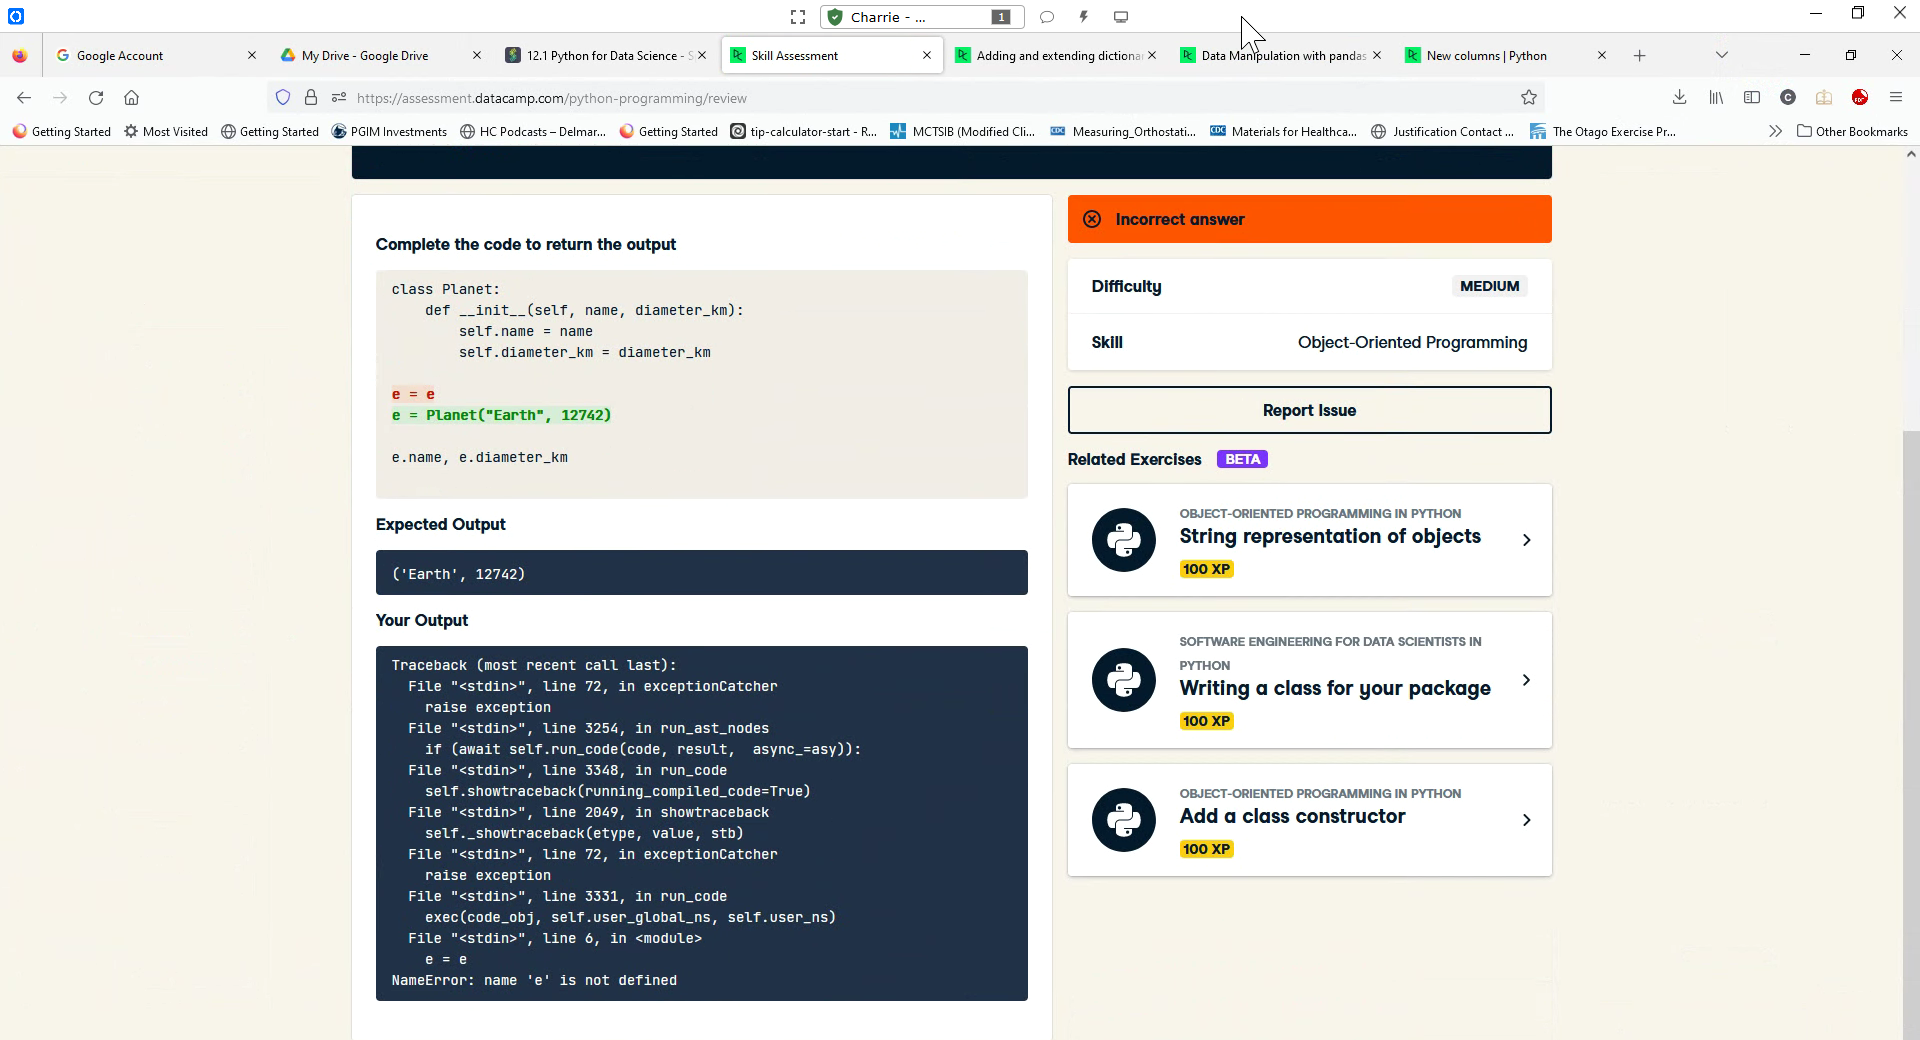 Charrie - ... 1
Google Account
My Drive - Google Drive
12.1 Python for Data Science - S
Skill Assessment
Adding and extending dictionar
Data Manipulation with pandas
New columns | Python
https://assessment.datacamp.com/python-programming/review
Getting Started
Most Visited
Getting Started
PGIM Investments
HC Podcasts – Delmar...
Getting Started
tip-calculator-start - R...
MCTSIB (Modified Cli...
CDC Measuring_Orthostati...
CDC Materials for Healthca...
Justification Contact ...
The Otago Exercise Pr...
Other Bookmarks
Complete the code to return the output
class Planet:
def __init__(self, name, diameter_km):
self.name = name
self.diameter_km = diameter_km
e = e
e = Planet("Earth", 12742)
e.name, e.diameter_km
Expected Output
('Earth', 12742)
Your Output
Traceback (most recent call last):
File "<stdin>", line 72, in exceptionCatcher
raise exception
File "<stdin>", line 3254, in run_ast_nodes
if (await self.run_code(code, result,  async_=asy)):
File "<stdin>", line 3348, in run_code
self.showtraceback(running_compiled_code=True)
File "<stdin>", line 2049, in showtraceback
self._showtraceback(etype, value, stb)
File "<stdin>", line 72, in exceptionCatcher
raise exception
File "<stdin>", line 3331, in run_code
exec(code_obj, self.user_global_ns, self.user_ns)
File "<stdin>", line 6, in <module>
e = e
NameError: name 'e' is not defined
Incorrect answer
Difficulty MEDIUM
Skill Object-Oriented Programming
Report Issue
Related Exercises BETA
OBJECT-ORIENTED PROGRAMMING IN PYTHON
String representation of objects
100 XP
SOFTWARE ENGINEERING FOR DATA SCIENTISTS IN
PYTHON
Writing a class for your package
100 XP
OBJECT-ORIENTED PROGRAMMING IN PYTHON
Add a class constructor
100 XP